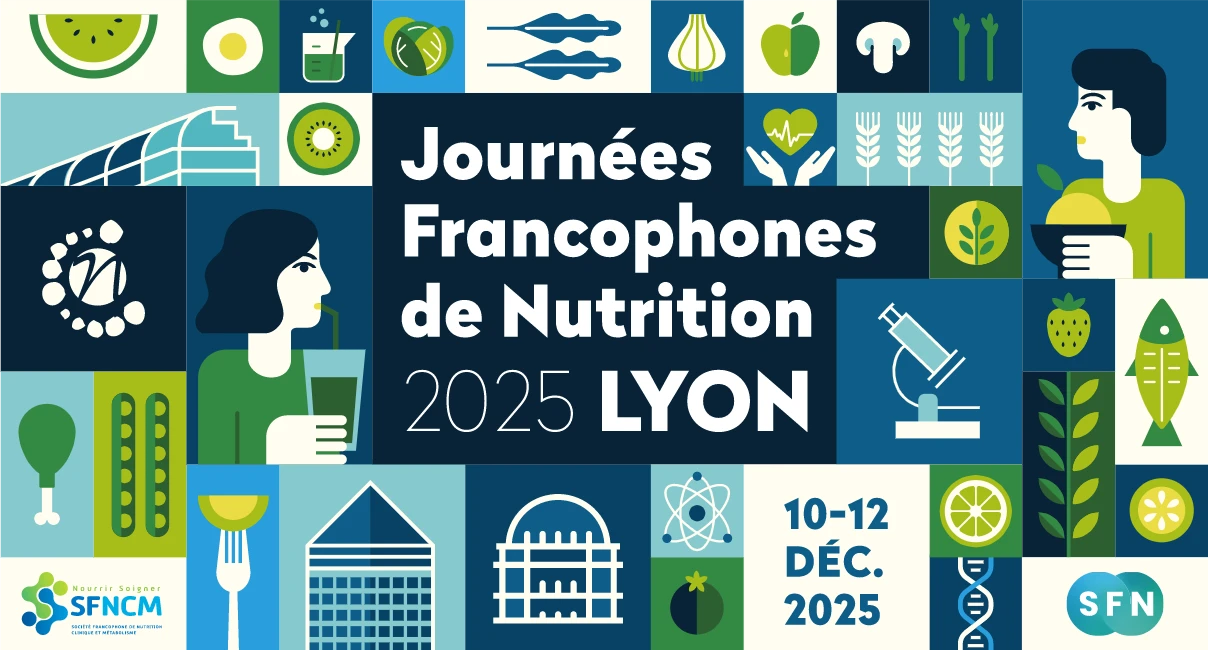 Journées
Francophones
de Nutrition
2025 LYON
10-12
DÉC.
2025
Nourrir Soigner
SFNCM
SOCIÉTÉ FRANCOPHONE DE NUTRITION
CLINIQUE ET MÉTABOLISME
SFN